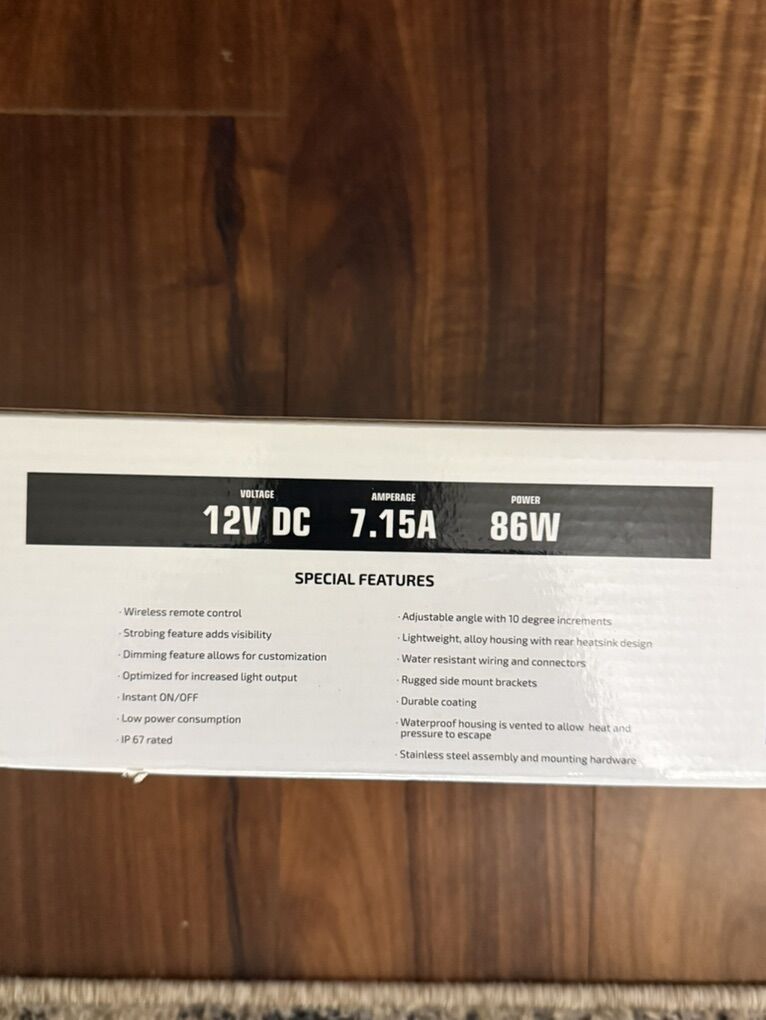 VOLTAGE AMPERAGE POWER
12V DC 7.15A 86W
SPECIAL FEATURES
· Wireless remote control
· Strobing feature adds visibility
· Dimming feature allows for customization
· Optimized for increased light output
· Instant ON/OFF
· Low power consumption
· IP 67 rated
· Adjustable angle with 10 degree increments
· Lightweight, alloy housing with rear heatsink design
· Water resistant wiring and connectors
· Rugged side mount brackets
· Durable coating
· Waterproof housing is vented to allow heat and
pressure to escape
· Stainless steel assembly and mounting hardware